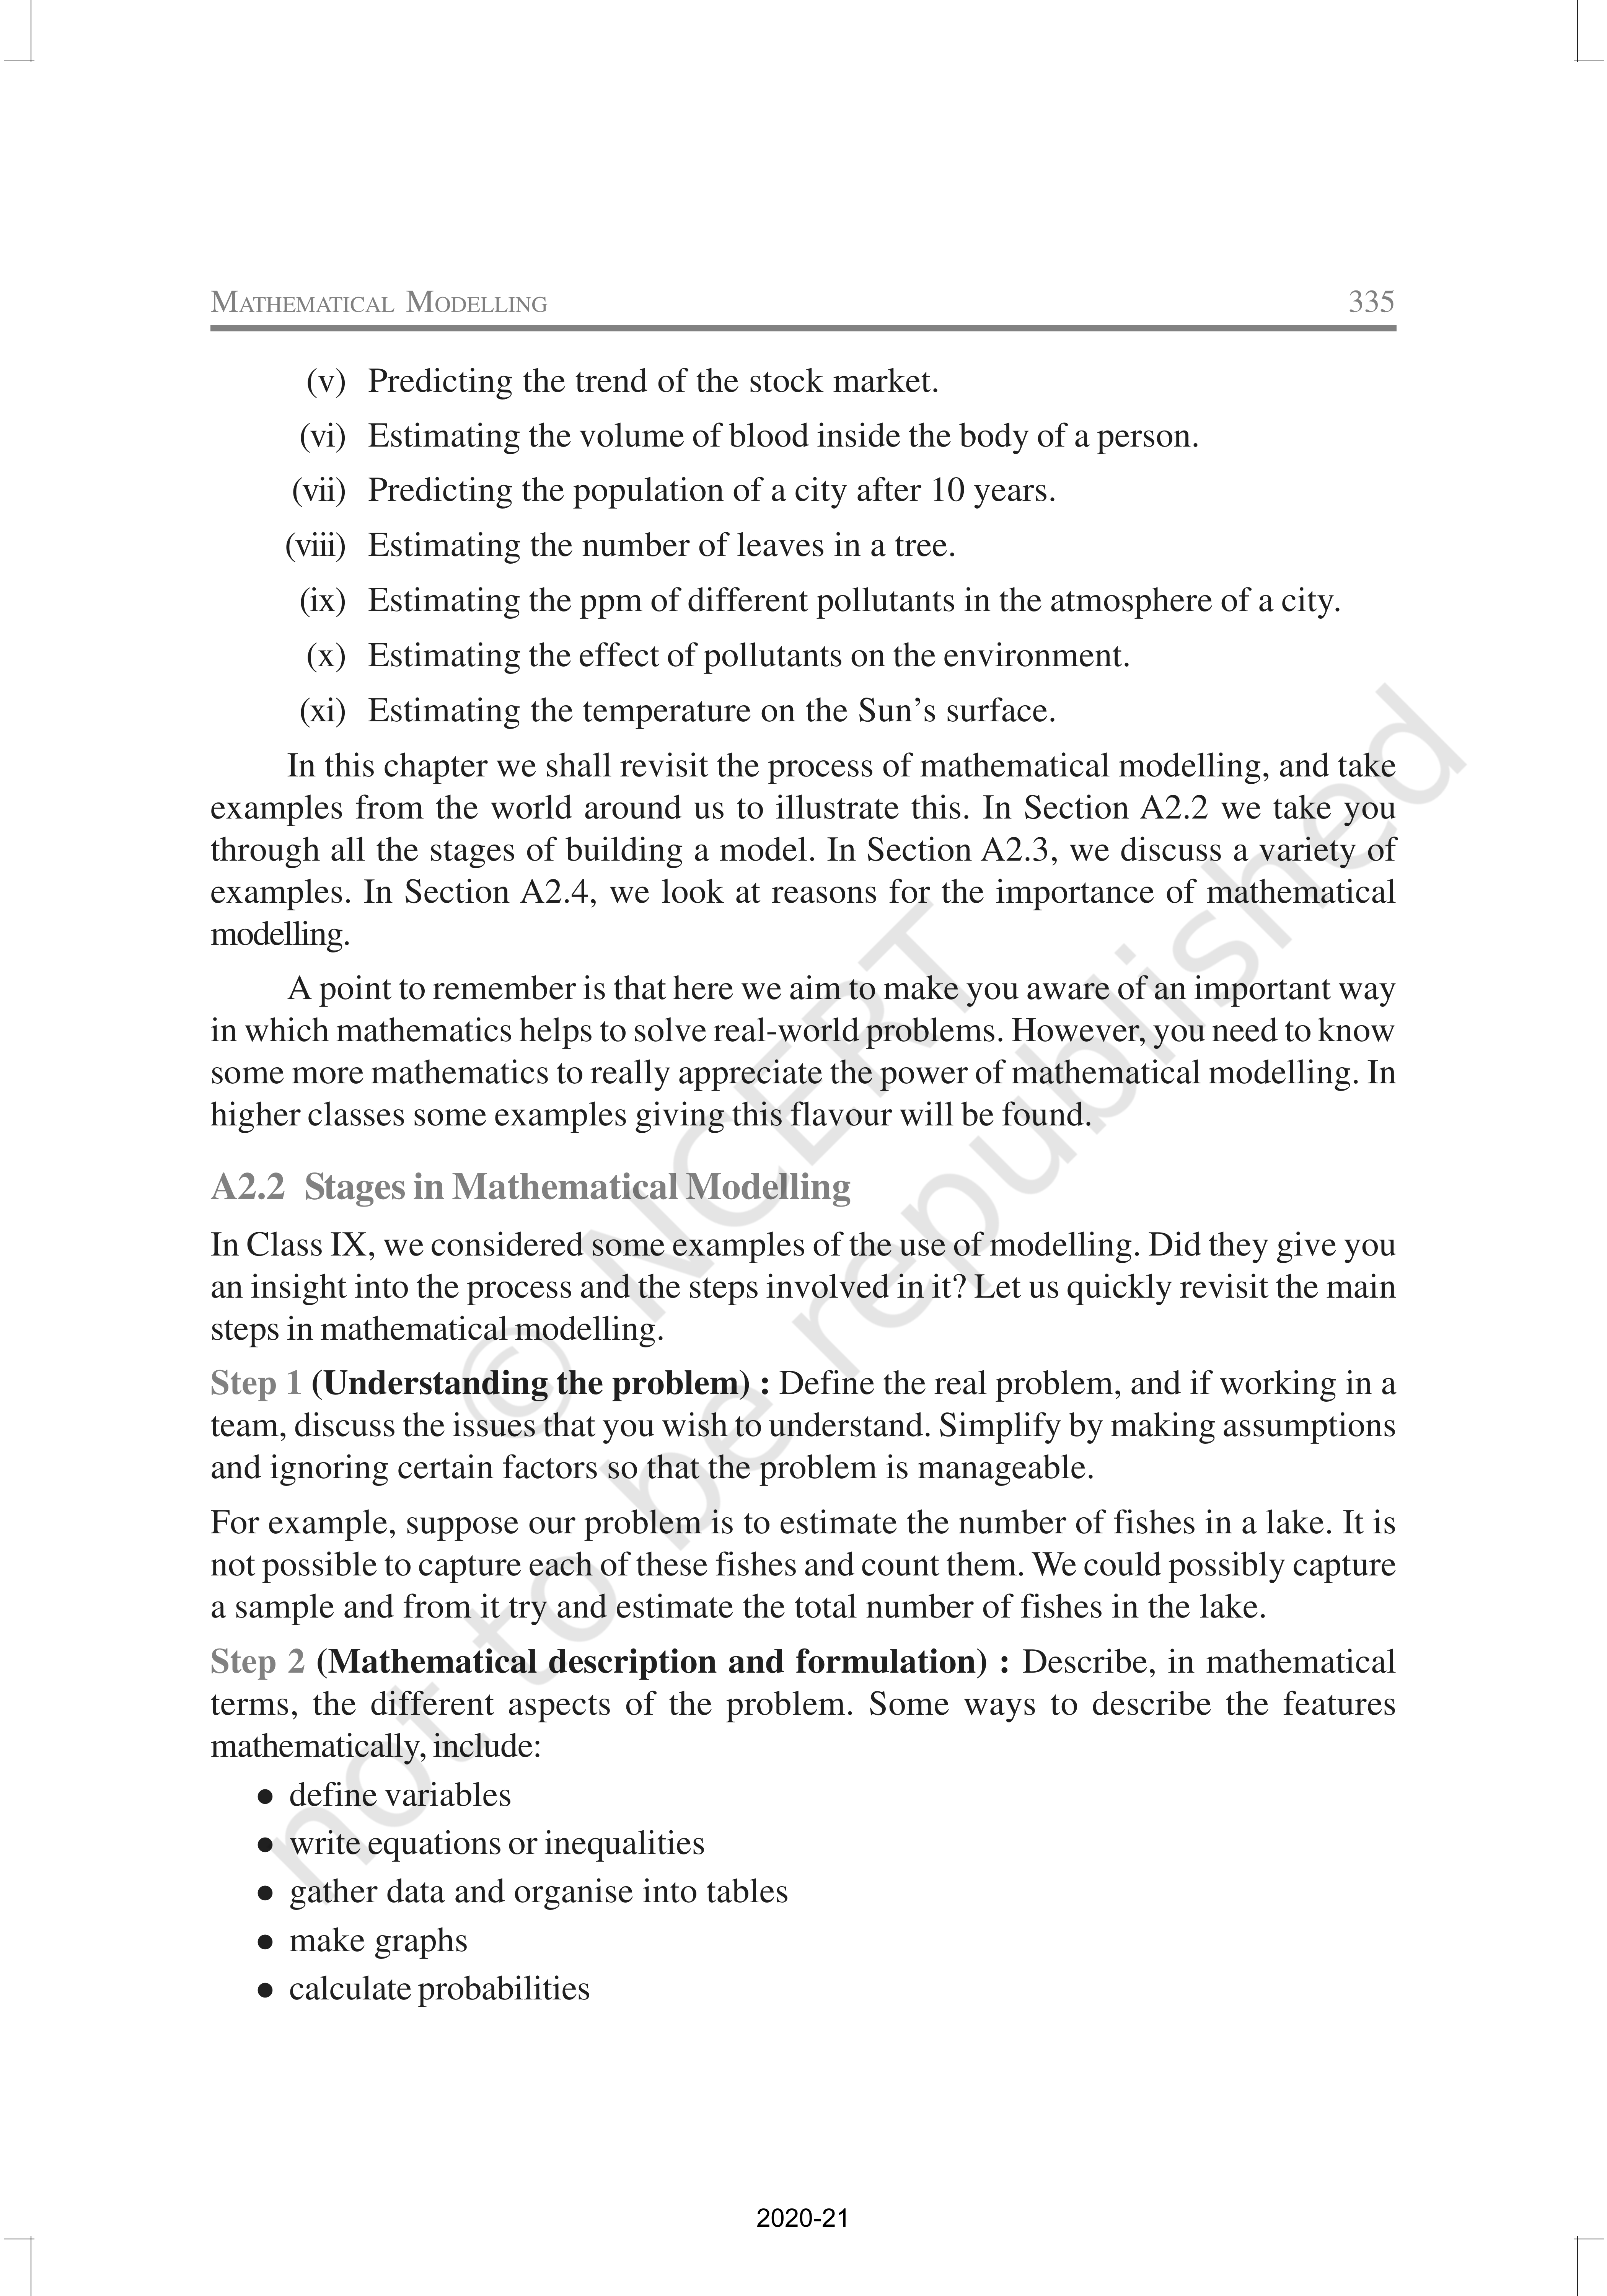 MATHEMATICAL MODELLING 335
(v) Predicting the trend of the stock market.
(vi) Estimating the volume of blood inside the body of a person.
(vii) Predicting the population of a city after 10 years.
(viii) Estimating the number of leaves in a tree.
(ix) Estimating the ppm of different pollutants in the atmosphere of a city.
(x) Estimating the effect of pollutants on the environment.
(xi) Estimating the temperature on the Sun’s surface.
In this chapter we shall revisit the process of mathematical modelling, and take
examples from the world around us to illustrate this. In Section A2.2 we take you
through all the stages of building a model. In Section A2.3, we discuss a variety of
examples. In Section A2.4, we look at reasons for the importance of mathematical
modelling.
A point to remember is that here we aim to make you aware of an important way
in which mathematics helps to solve real-world problems. However, you need to know
some more mathematics to really appreciate the power of mathematical modelling. In
higher classes some examples giving this flavour will be found.
A2.2 Stages in Mathematical Modelling
In Class IX, we considered some examples of the use of modelling. Did they give you
an insight into the process and the steps involved in it? Let us quickly revisit the main
steps in mathematical modelling.
Step 1 (Understanding the problem) : Define the real problem, and if working in a
team, discuss the issues that you wish to understand. Simplify by making assumptions
and ignoring certain factors so that the problem is manageable.
For example, suppose our problem is to estimate the number of fishes in a lake. It is
not possible to capture each of these fishes and count them. We could possibly capture
a sample and from it try and estimate the total number of fishes in the lake.
Step 2 (Mathematical description and formulation) : Describe, in mathematical
terms, the different aspects of the problem. Some ways to describe the features
mathematically, include:
● define variables
● write equations or inequalities
● gather data and organise into tables
● make graphs
● calculate probabilities
© NCERT
not to be republished
2020-21